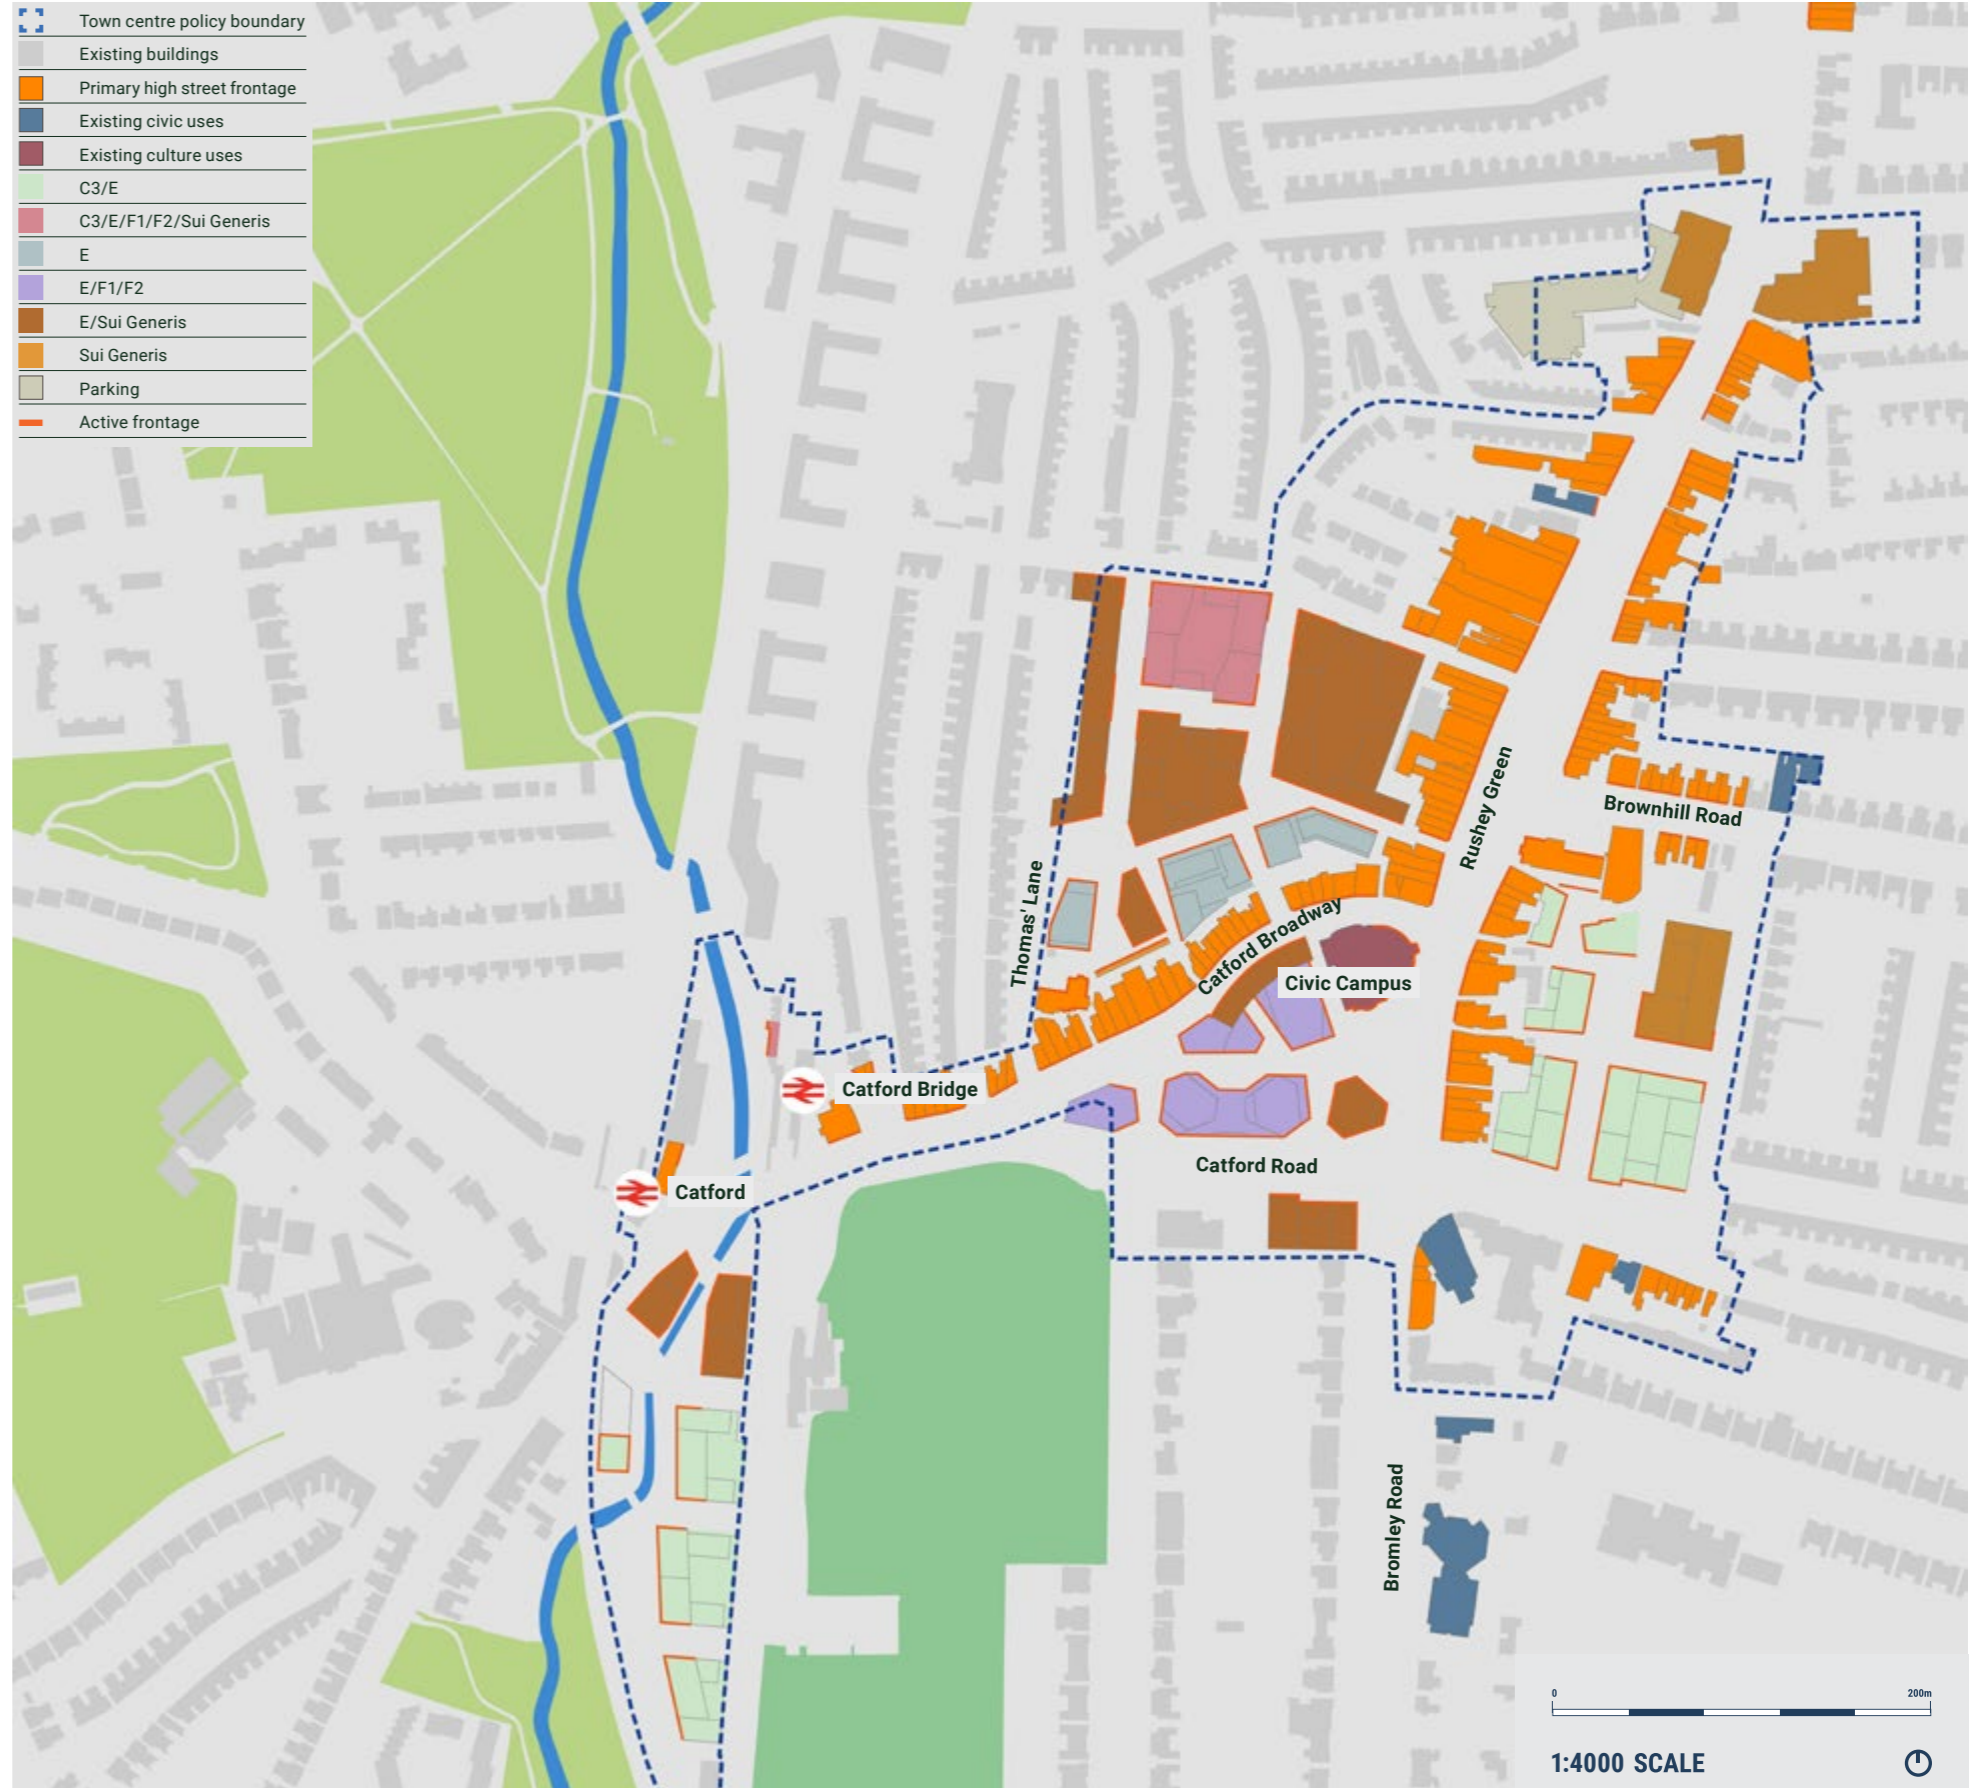 Town centre policy boundary
Existing buildings
Primary high street frontage
Existing civic uses
Existing culture uses
C3/E
C3/E/F1/F2/Sui Generis
E
E/F1/F2
E/Sui Generis
Sui Generis
Parking
Active frontage
Rushey Green
Brownhill Road
Thomas' Lane
Catford Broadway
Civic Campus
Catford Bridge
Catford Road
Catford
Bromley Road
0 200m
1:4000 SCALE